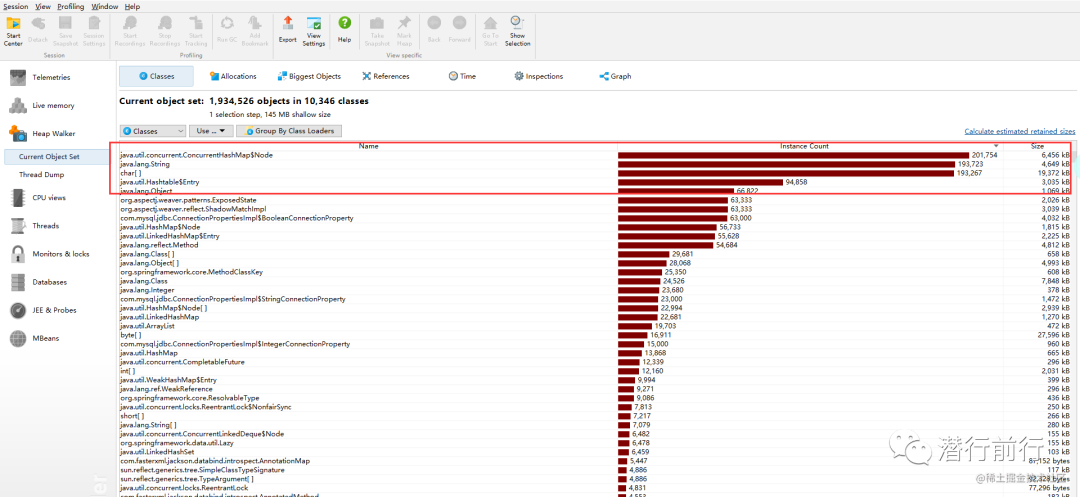 Session View Profiling Window Help
Start Center Detach Save Snapshot Session Settings Start Recordings Stop Recordings Start Tracking Run GC Add Bookmark Export View Settings Help Take Snapshot Mark Heap Back Forward Go To Start Show Selection
Session Profiling View specific
Telemetries
Live memory
Heap Walker
Current Object Set
Thread Dump
CPU views
Threads
Monitors & locks
Databases
JEE & Probes
MBeans
Classes Allocations Biggest Objects References Time Inspections Graph
Current object set: 1,934,526 objects in 10,346 classes
1 selection step, 145 MB shallow size
Classes Use ... Group By Class Loaders Calculate estimated retained sizes
Name Instance Count Size
java.util.concurrent.ConcurrentHashMap$Node 201,754 6,456 kB
java.lang.String 193,723 4,649 kB
char[ ] 193,267 19,372 kB
java.util.Hashtable$Entry 94,858 3,035 kB
java.lang.Object 66,822 1,069 kB
org.aspectj.weaver.patterns.ExposedState 63,333 2,026 kB
org.aspectj.weaver.reflect.ShadowMatchImpl 63,333 3,039 kB
com.mysql.jdbc.ConnectionPropertiesImpl$BooleanConnectionProperty 63,000 4,032 kB
java.util.HashMap$Node 56,733 1,815 kB
java.util.LinkedHashMap$Entry 55,628 2,225 kB
java.lang.reflect.Method 54,684 4,812 kB
java.lang.Class[ ] 29,681 658 kB
java.lang.Object[ ] 28,068 4,993 kB
org.springframework.core.MethodClassKey 25,350 608 kB
java.lang.Class 24,526 7,848 kB
java.lang.Integer 23,680 378 kB
com.mysql.jdbc.ConnectionPropertiesImpl$StringConnectionProperty 23,000 1,472 kB
java.util.HashMap$Node[ ] 22,994 2,939 kB
java.util.LinkedHashMap 22,681 1,270 kB
java.util.ArrayList 19,703 472 kB
byte[ ] 16,911 27,596 kB
com.mysql.jdbc.ConnectionPropertiesImpl$IntegerConnectionProperty 15,000 960 kB
java.util.HashMap 13,868 665 kB
java.util.concurrent.CompletableFuture 12,339 296 kB
int[ ] 12,160 2,031 kB
java.util.WeakHashMap$Entry 9,994 399 kB
java.lang.ref.WeakReference 9,271 296 kB
org.springframework.core.ResolvableType 9,086 436 kB
java.util.concurrent.locks.ReentrantLock$NonfairSync 7,813 250 kB
short[ ] 7,217 266 kB
java.lang.String[ ] 7,079 280 kB
java.util.concurrent.ConcurrentLinkedDeque$Node 6,482 155 kB
org.springframework.data.util.Lazy 6,478 155 kB
java.util.LinkedHashSet 6,459 103 kB
com.fasterxml.jackson.databind.introspect.AnnotationMap 5,447 87,152 bytes
sun.reflect.generics.tree.SimpleClassTypeSignature 4,886 117 kB
sun.reflect.generics.tree.TypeArgument[ ] 4,886
java.util.concurrent.locks.ReentrantLock 4,831 77,296 bytes
com.fasterxml.jackson.databind.introspect.AnnotatedMethod 4,553 182 kB
潜行前行